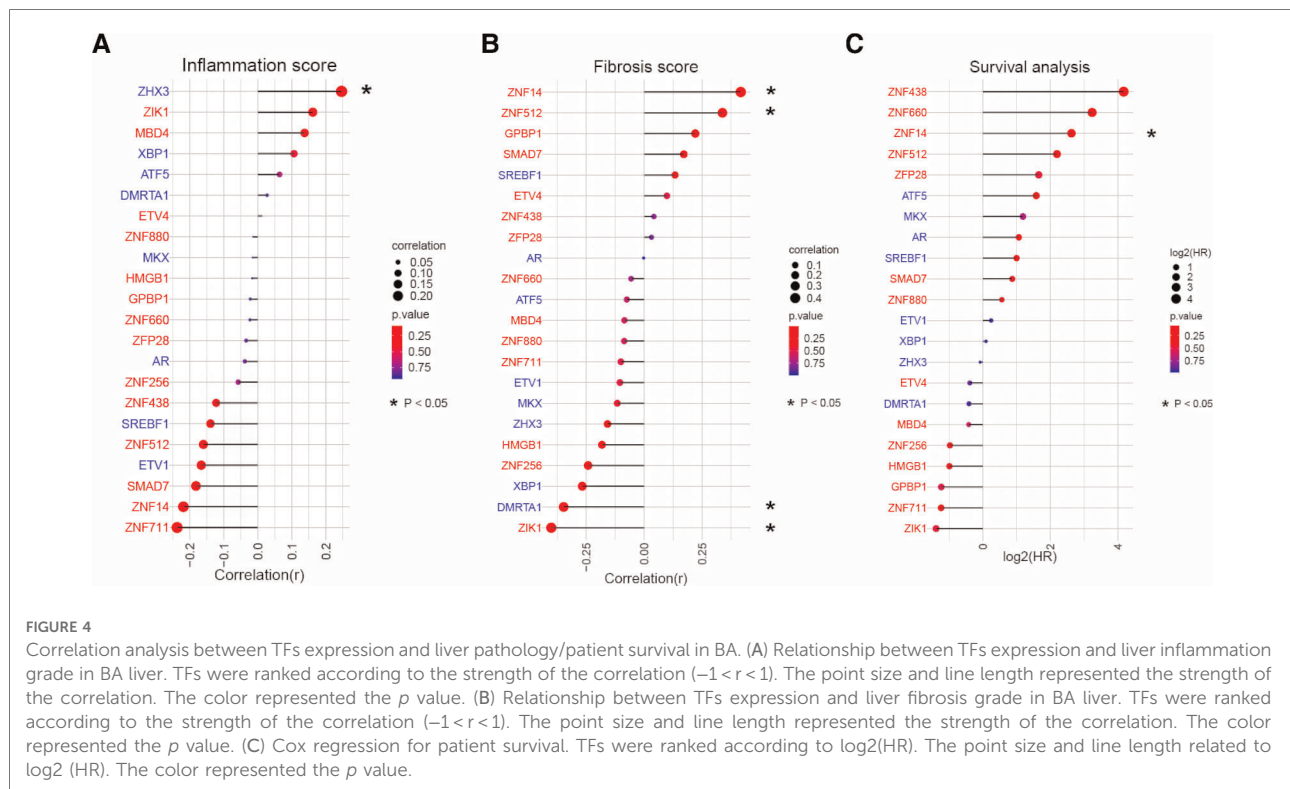 A
Inflammation score
ZHX3
*
ZIK1
MBD4
XBP1
ATF5
DMRTA1
ETV4
ZNF880
MKX
HMGB1
GPBP1
ZNF660
ZFP28
AR
ZNF256
ZNF438
SREBF1
ZNF512
ETV1
SMAD7
ZNF14
ZNF711
−0.2
−0.1
0.0
0.1
0.2
Correlation(r)
correlation
0.05
0.10
0.15
0.20
p.value
0.25
0.50
0.75
* P < 0.05
B
Fibrosis score
ZNF14
*
ZNF512
*
GPBP1
SMAD7
SREBF1
ETV4
ZNF438
ZFP28
AR
ZNF660
ATF5
MBD4
ZNF880
ZNF711
ETV1
MKX
ZHX3
HMGB1
ZNF256
XBP1
DMRTA1
*
ZIK1
*
−0.25
0.00
0.25
Correlation(r)
correlation
0.1
0.2
0.3
0.4
p.value
0.25
0.50
0.75
* P < 0.05
C
Survival analysis
ZNF438
ZNF660
ZNF14
*
ZNF512
ZFP28
ATF5
MKX
AR
SREBF1
SMAD7
ZNF880
ETV1
XBP1
ZHX3
ETV4
DMRTA1
MBD4
ZNF256
HMGB1
GPBP1
ZNF711
ZIK1
0
2
4
log2(HR)
log2(HR)
1
2
3
4
p.value
0.25
0.50
0.75
* P < 0.05
FIGURE 4
Correlation analysis between TFs expression and liver pathology/patient survival in BA. (A) Relationship between TFs expression and liver inflammation
grade in BA liver. TFs were ranked according to the strength of the correlation (−1 < r < 1). The point size and line length represented the strength of
the correlation. The color represented the p value. (B) Relationship between TFs expression and liver fibrosis grade in BA liver. TFs were ranked
according to the strength of the correlation (−1 < r < 1). The point size and line length represented the strength of the correlation. The color
represented the p value. (C) Cox regression for patient survival. TFs were ranked according to log2(HR). The point size and line length related to
log2 (HR). The color represented the p value.